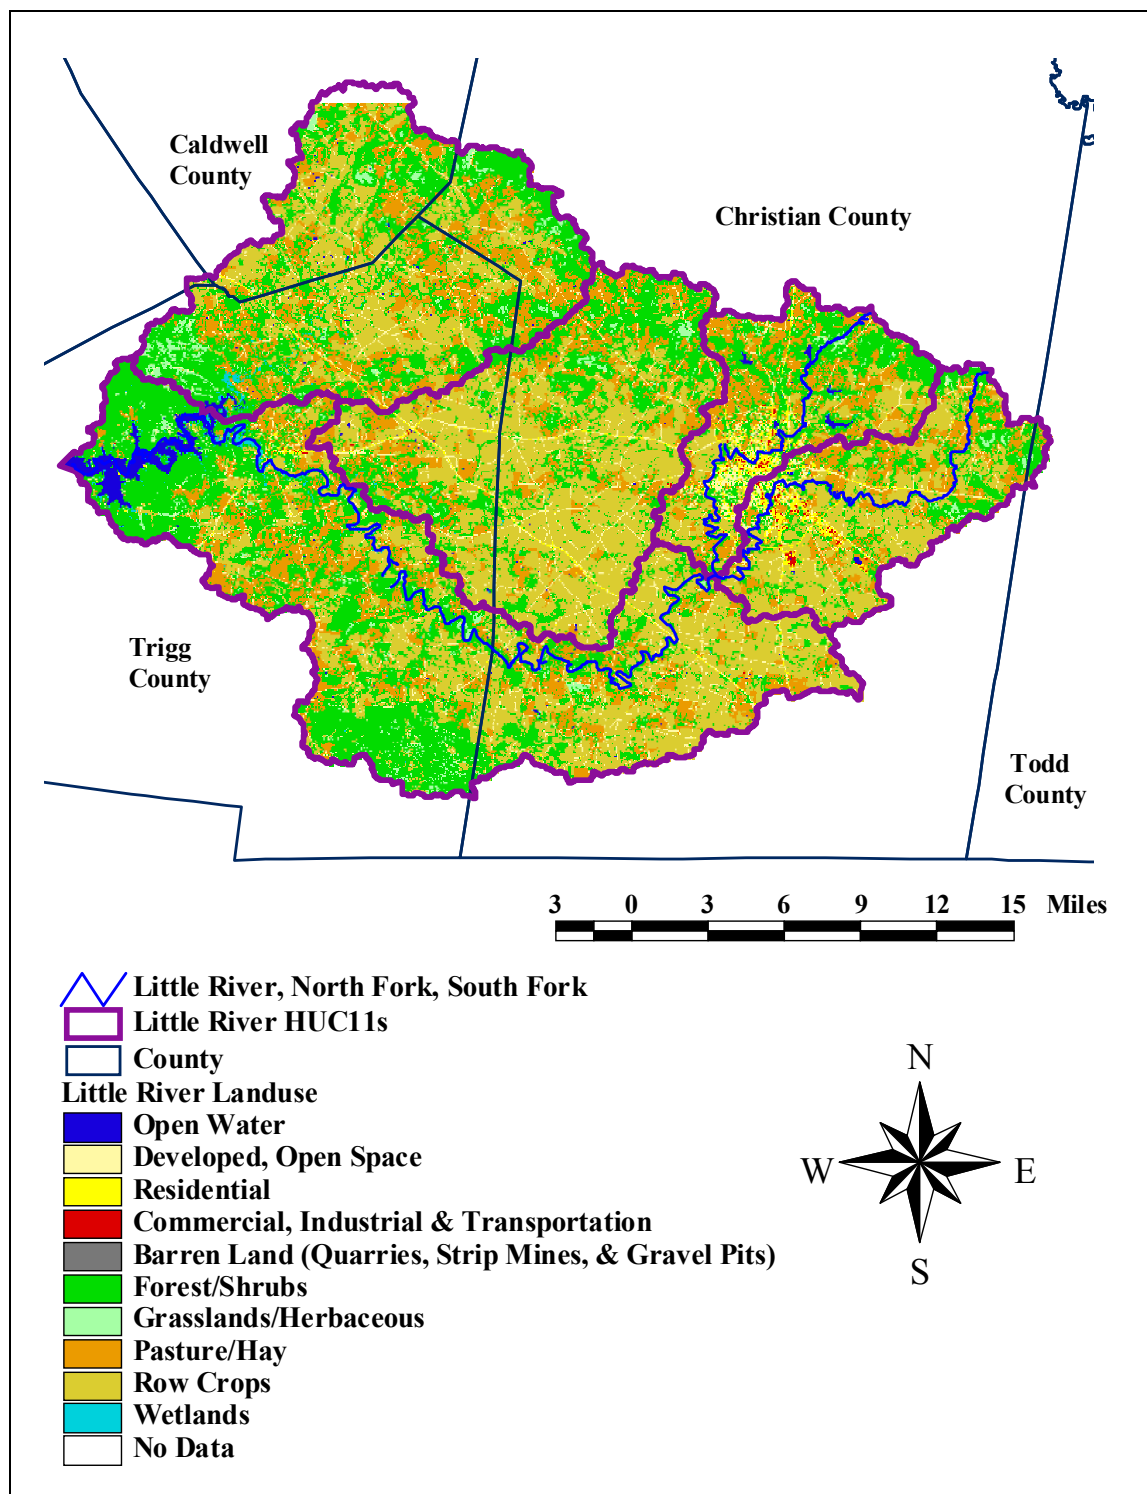 Caldwell
County
Christian County
Trigg
County
Todd
County
3 0 3 6 9 12 15 Miles
Little River, North Fork, South Fork
Little River HUC11s
County
Little River Landuse
Open Water
Developed, Open Space
Residential
Commercial, Industrial & Transportation
Barren Land (Quarries, Strip Mines, & Gravel Pits)
Forest/Shrubs
Grasslands/Herbaceous
Pasture/Hay
Row Crops
Wetlands
No Data
N
W E
S